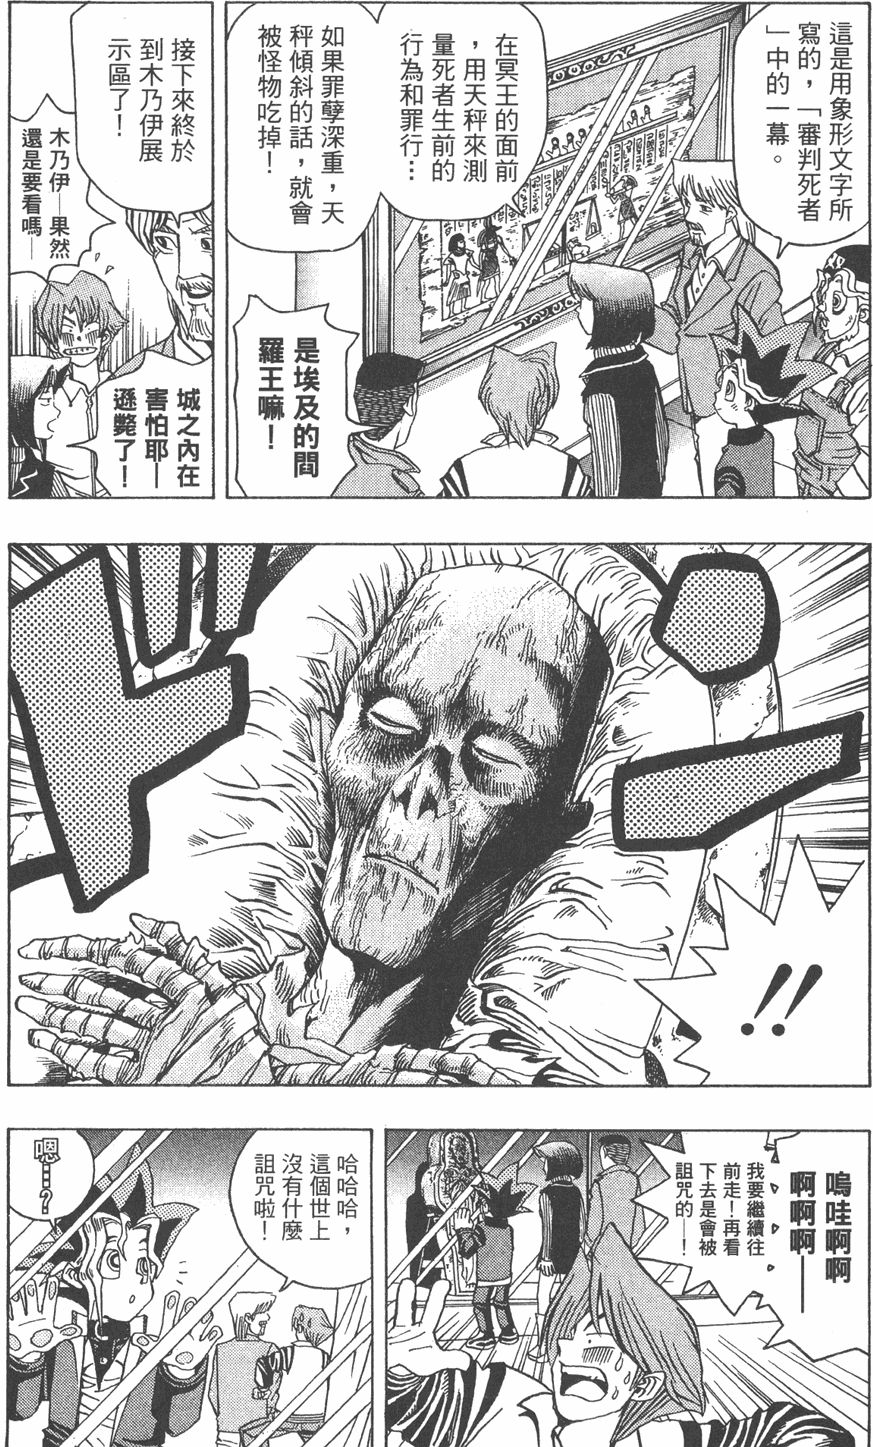 這是用象形文字所
寫的，「審判死者
」中的一幕。
在冥王的面前
，用天秤來測
量死者生前的
行為和罪行…
如果罪孽深重，天
秤傾斜的話，就會
被怪物吃掉！
是埃及的閻
羅王嘛！
接下來終於
到木乃伊展
示區了！
木乃伊─果然
還是要看嗎─
城之內在
害怕耶─
遜斃了！
ドーン
!!
嗚哇啊啊
啊啊啊──
我要繼續往
前走！再看
下去是會被
詛咒的─！
哈哈哈，
這個世上
沒有什麼
詛咒啦！
嗯…？